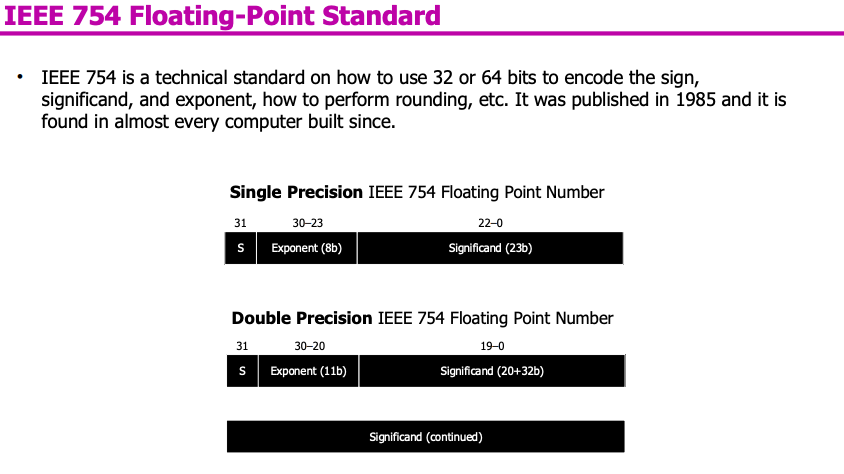 IEEE 754 Floating-Point Standard
• IEEE 754 is a technical standard on how to use 32 or 64 bits to encode the sign,
significand, and exponent, how to perform rounding, etc. It was published in 1985 and it is
found in almost every computer built since.
Single Precision IEEE 754 Floating Point Number
31 30–23 22–0
S Exponent (8b) Significand (23b)
Double Precision IEEE 754 Floating Point Number
31 30–20 19–0
S Exponent (11b) Significand (20+32b)
Significand (continued)